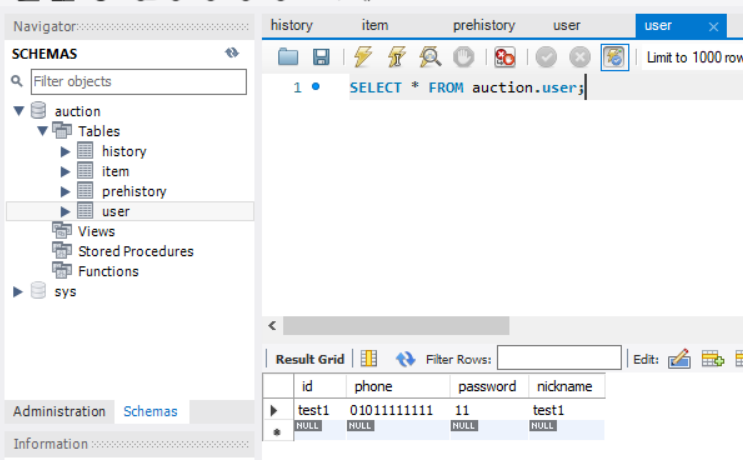 Navigator
history item prehistory user user
SCHEMAS
Limit to 1000 row
Filter objects
1 SELECT * FROM auction.user;
auction
Tables
history
item
prehistory
user
Views
Stored Procedures
Functions
sys
Result Grid Filter Rows: Edit:
id phone password nickname
test1 01011111111 11 test1
NULL NULL NULL NULL
Administration Schemas
Information